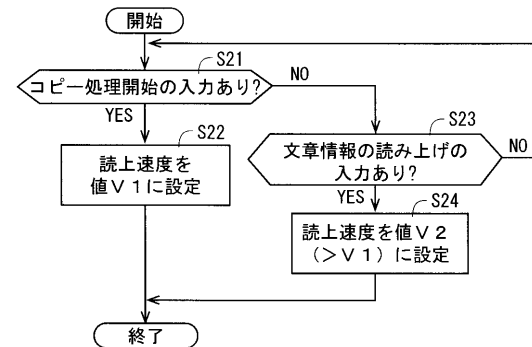 開始
S21
コピー処理開始の入力あり?
NO
YES
S22
読上速度を
値V1に設定
S23
文章情報の読み上げの
入力あり?
NO
YES
S24
読上速度を値V2
(>V1)に設定
終了